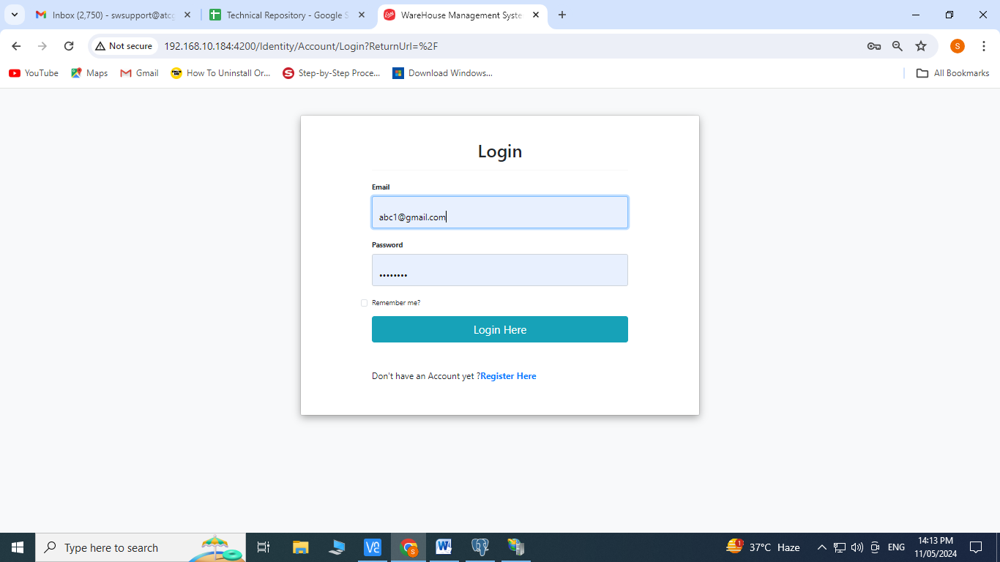 Inbox (2,750) - swsupport@atcg
Technical Repository - Google S
WareHouse Management Syste
Not secure
192.168.10.184:4200/Identity/Account/Login?ReturnUrl=%2F
S
YouTube
Maps
Gmail
How To Uninstall Or...
Step-by-Step Proce...
Download Windows...
All Bookmarks
Login
Email
abc1@gmail.com
Password
Remember me?
Login Here
Don't have an Account yet ?Register Here
Type here to search
1
37°C Haze
ENG
14:13 PM
11/05/2024